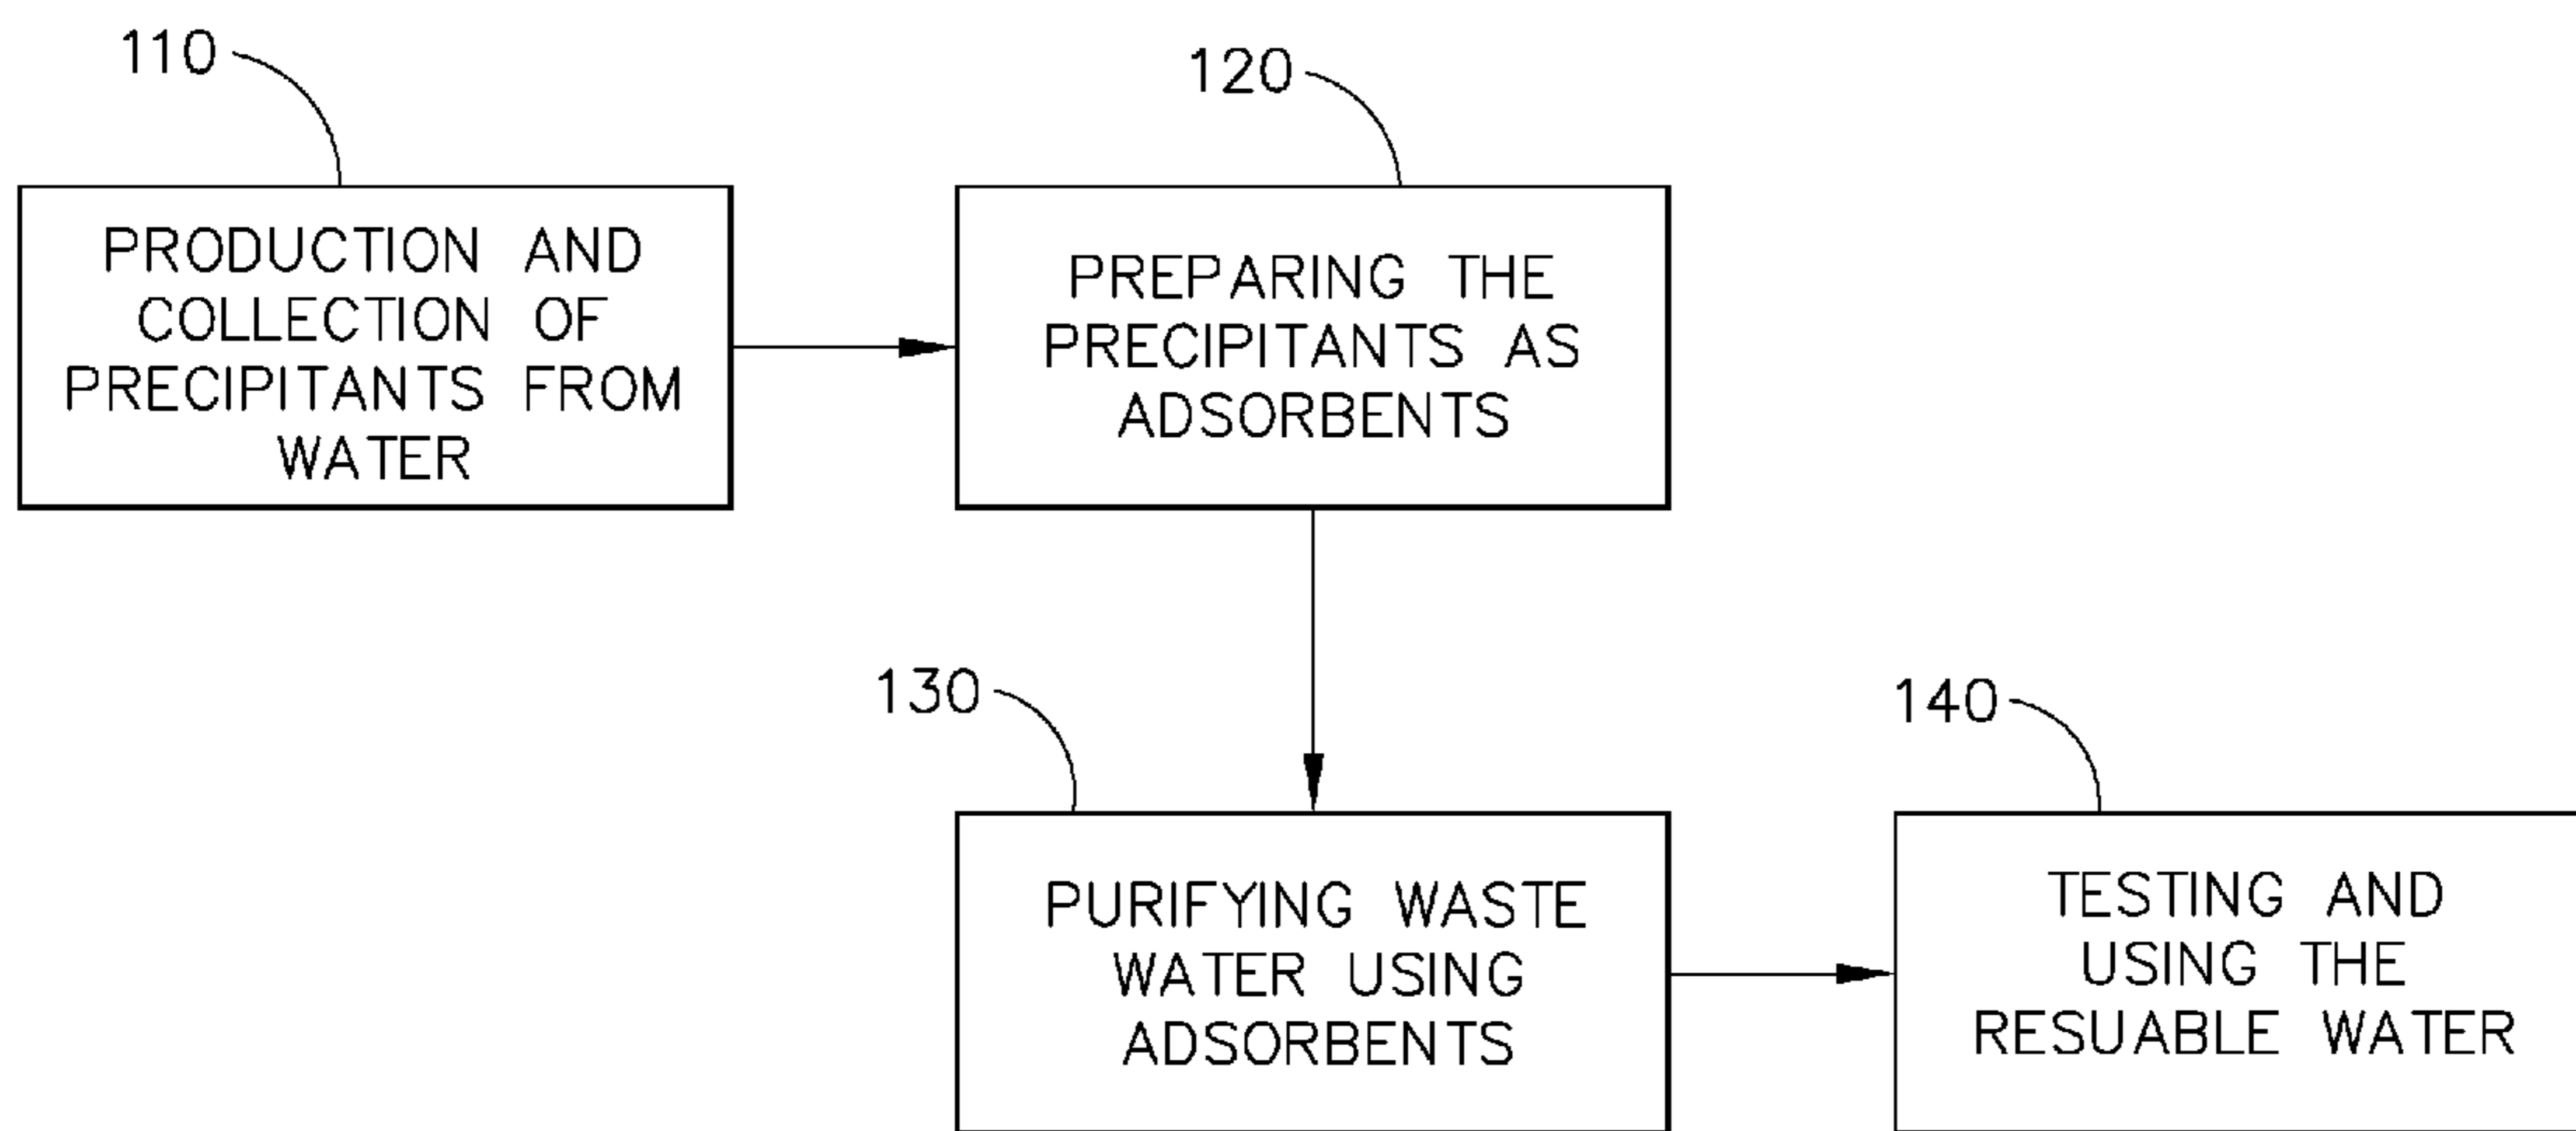 110
PRODUCTION AND
COLLECTION OF
PRECIPITANTS FROM
WATER
120
PREPARING THE
PRECIPITANTS AS
ADSORBENTS
130
PURIFYING WASTE
WATER USING
ADSORBENTS
140
TESTING AND
USING THE
RESUABLE WATER